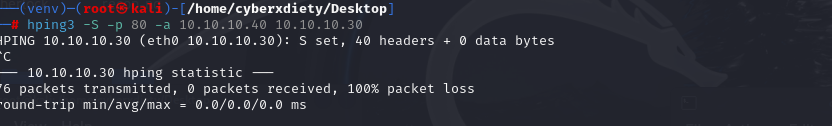 ──(venv)─(root㉿kali)-[/home/cyberxdiety/Desktop]
─# hping3 -S -p 80 -a 10.10.10.40 10.10.10.30
HPING 10.10.10.30 (eth0 10.10.10.30): S set, 40 headers + 0 data bytes
^C
── 10.10.10.30 hping statistic ──
76 packets transmitted, 0 packets received, 100% packet loss
round-trip min/avg/max = 0.0/0.0/0.0 ms